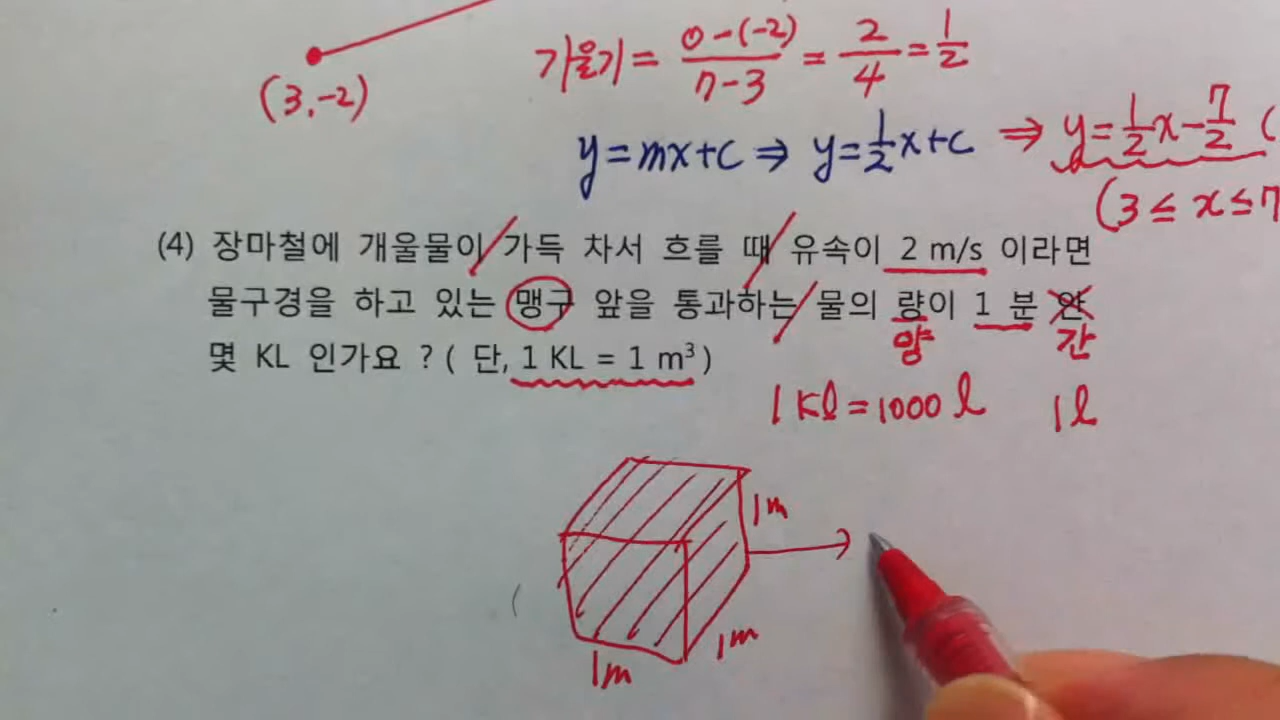 (3, -2)
기울기 = 0-(-2) / 7-3 = 2/4 = 1/2
y=mx+c ⇒ y=1/2x+c ⇒ y=1/2x-7/2 (
(3 ≤ x ≤ 7
(4) 장마철에 개울물이 가득 차서 흐를 때 유속이 2 m/s 이라면
물구경을 하고 있는 맹구 앞을 통과하는 물의 량이 1 분 안
양 간
몇 KL 인가요 ? ( 단, 1 KL = 1 m³ )
1 Kl = 1000 l 1 l
1m
1m
1m